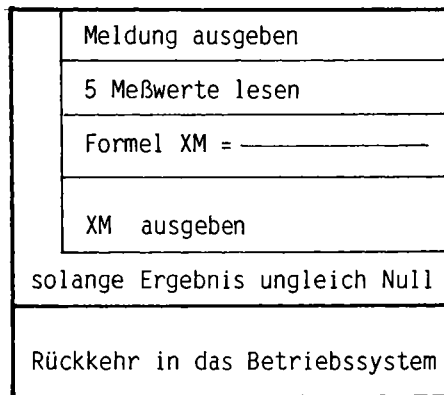 Meldung ausgeben
5 Meßwerte lesen
Formel XM =
XM ausgeben
solange Ergebnis ungleich Null
Rückkehr in das Betriebssystem